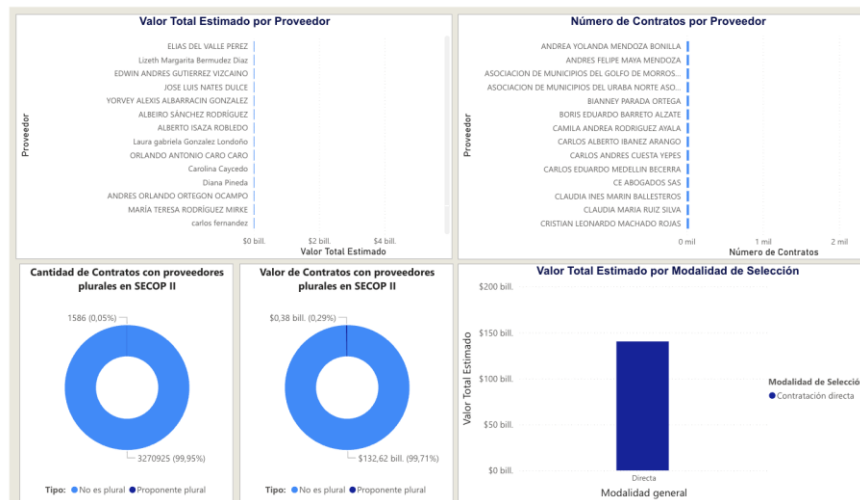 Valor Total Estimado por Proveedor
Proveedor
ELIAS DEL VALLE PEREZ
Lizeth Margarita Bermudez Diaz
EDWIN ANDRES GUTIERREZ VIZCAINO
JOSE LUIS NATES DULCE
YORVEY ALEXIS ALBARRACIN GONZALEZ
ALBEIRO SÁNCHEZ RODRÍGUEZ
ALBERTO ISAZA ROBLEDO
Laura gabriela Gonzalez Londoño
ORLANDO ANTONIO CARO CARO
Carolina Caycedo
Diana Pineda
ANDRES ORLANDO ORTEGON OCAMPO
MARÍA TERESA RODRÍGUEZ MIRKE
carlos fernandez
$0 bill.
$2 bill.
$4 bill.
Valor Total Estimado
Número de Contratos por Proveedor
Proveedor
ANDREA YOLANDA MENDOZA BONILLA
ANDRES FELIPE MAYA MENDOZA
ASOCIACION DE MUNICIPIOS DEL GOLFO DE MORROS...
ASOCIACION DE MUNICIPIOS DEL URABA NORTE ASO...
BIANNEY PARADA ORTEGA
BORIS EDUARDO BARRETO ALZATE
CAMILA ANDREA RODRIGUEZ AYALA
CARLOS ALBERTO IBANEZ ARANGO
CARLOS ANDRES CUESTA YEPES
CARLOS EDUARDO MEDELLIN BECERRA
CE ABOGADOS SAS
CLAUDIA INES MARIN BALLESTEROS
CLAUDIA MARIA RUIZ SILVA
CRISTIAN LEONARDO MACHADO ROJAS
0 mil
1 mil
2 mil
Número de Contratos
Cantidad de Contratos con proveedores
plurales en SECOP II
1586 (0,05%)
3270925 (99,95%)
Tipo: No es plural Proponente plural
Valor de Contratos con proveedores
plurales en SECOP II
$0,38 bill. (0,29%)
$132,62 bill. (99,71%)
Tipo: No es plural Proponente plural
Valor Total Estimado por Modalidad de Selección
Valor Total Estimado
$200 bill.
$150 bill.
$100 bill.
$50 bill.
$0 bill.
Directa
Modalidad general
Modalidad de Selecció
Contratación directa